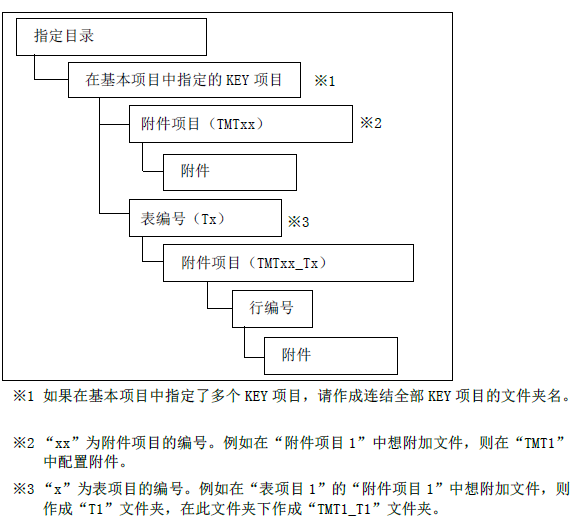 指定目录
在基本项目中指定的 KEY 项目 ※1
附件项目（TMTxx） ※2
附件
表编号（Tx） ※3
附件项目（TMTxx_Tx）
行编号
附件
※1 如果在基本项目中指定了多个 KEY 项目，请作成连结全部 KEY 项目的文件夹名。
※2 “xx”为附件项目的编号。例如在“附件项目 1”中想附加文件，则在“TMT1”
中配置附件。
※3 “x”为表项目的编号。例如在“表项目 1”的“附件项目 1”中想附加文件，则
作成“T1”文件夹，在此文件夹下作成“TMT1_T1”文件夹。